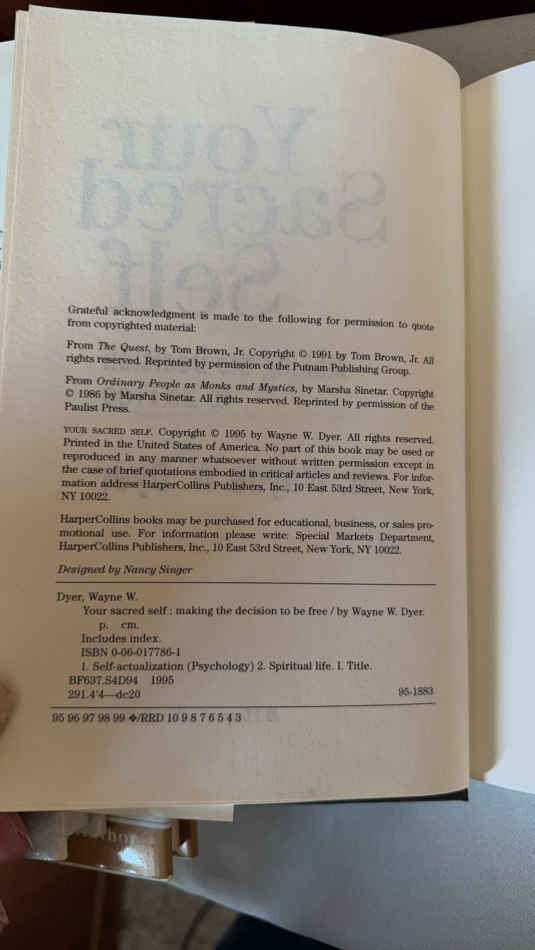 Your
Sacred
Self
Grateful acknowledgment is made to the following for permission to quote
from copyrighted material:
From The Quest, by Tom Brown, Jr. Copyright © 1991 by Tom Brown, Jr. All
rights reserved. Reprinted by permission of the Putnam Publishing Group.
From Ordinary People as Monks and Mystics, by Marsha Sinetar. Copyright
© 1986 by Marsha Sinetar. All rights reserved. Reprinted by permission of the
Paulist Press.
YOUR SACRED SELF. Copyright © 1995 by Wayne W. Dyer. All rights reserved.
Printed in the United States of America. No part of this book may be used or
reproduced in any manner whatsoever without written permission except in
the case of brief quotations embodied in critical articles and reviews. For infor-
mation address HarperCollins Publishers, Inc., 10 East 53rd Street, New York,
NY 10022.
HarperCollins books may be purchased for educational, business, or sales pro-
motional use. For information please write: Special Markets Department,
HarperCollins Publishers, Inc., 10 East 53rd Street, New York, NY 10022.
Designed by Nancy Singer
Dyer, Wayne W.
Your sacred self : making the decision to be free / by Wayne W. Dyer.
p. cm.
Includes index.
ISBN 0-06-017786-1
1. Self-actualization (Psychology) 2. Spiritual life. I. Title.
BF637.S4D94 1995
291.4'4—dc20 95-1883
95 96 97 98 99 ❖/RRD 10 9 8 7 6 5 4 3